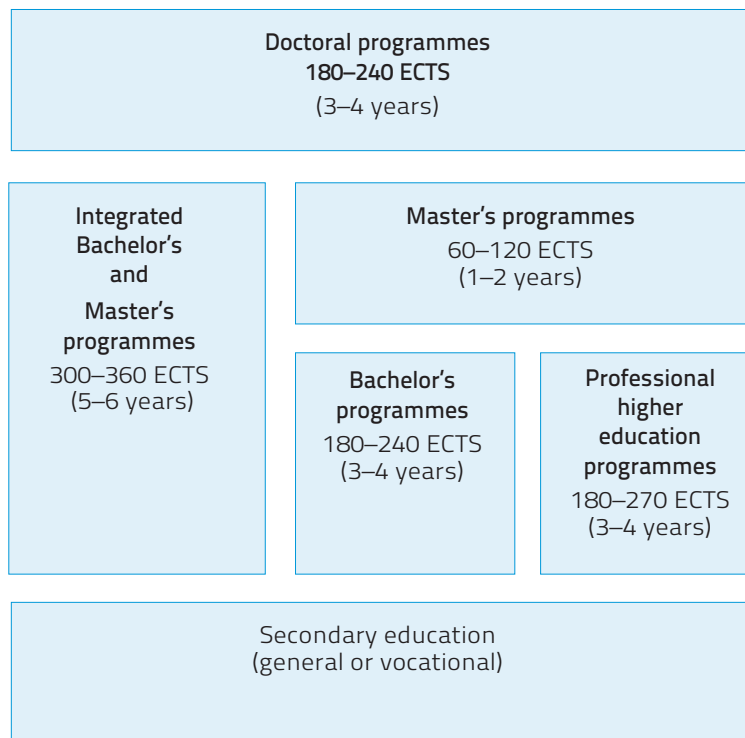 Doctoral programmes
180–240 ECTS
(3–4 years)
Integrated
Bachelor's
and
Master's
programmes
300–360 ECTS
(5–6 years)
Master's programmes
60–120 ECTS
(1–2 years)
Bachelor's
programmes
180–240 ECTS
(3–4 years)
Professional
higher
education
programmes
180–270 ECTS
(3–4 years)
Secondary education
(general or vocational)